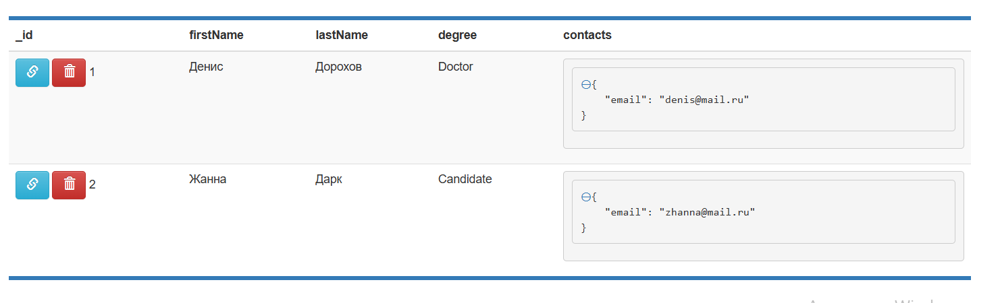 _id firstName lastName degree contacts
1 Денис Дорохов Doctor
{
"email": "denis@mail.ru"
}
2 Жанна Дарк Candidate
{
"email": "zhanna@mail.ru"
}